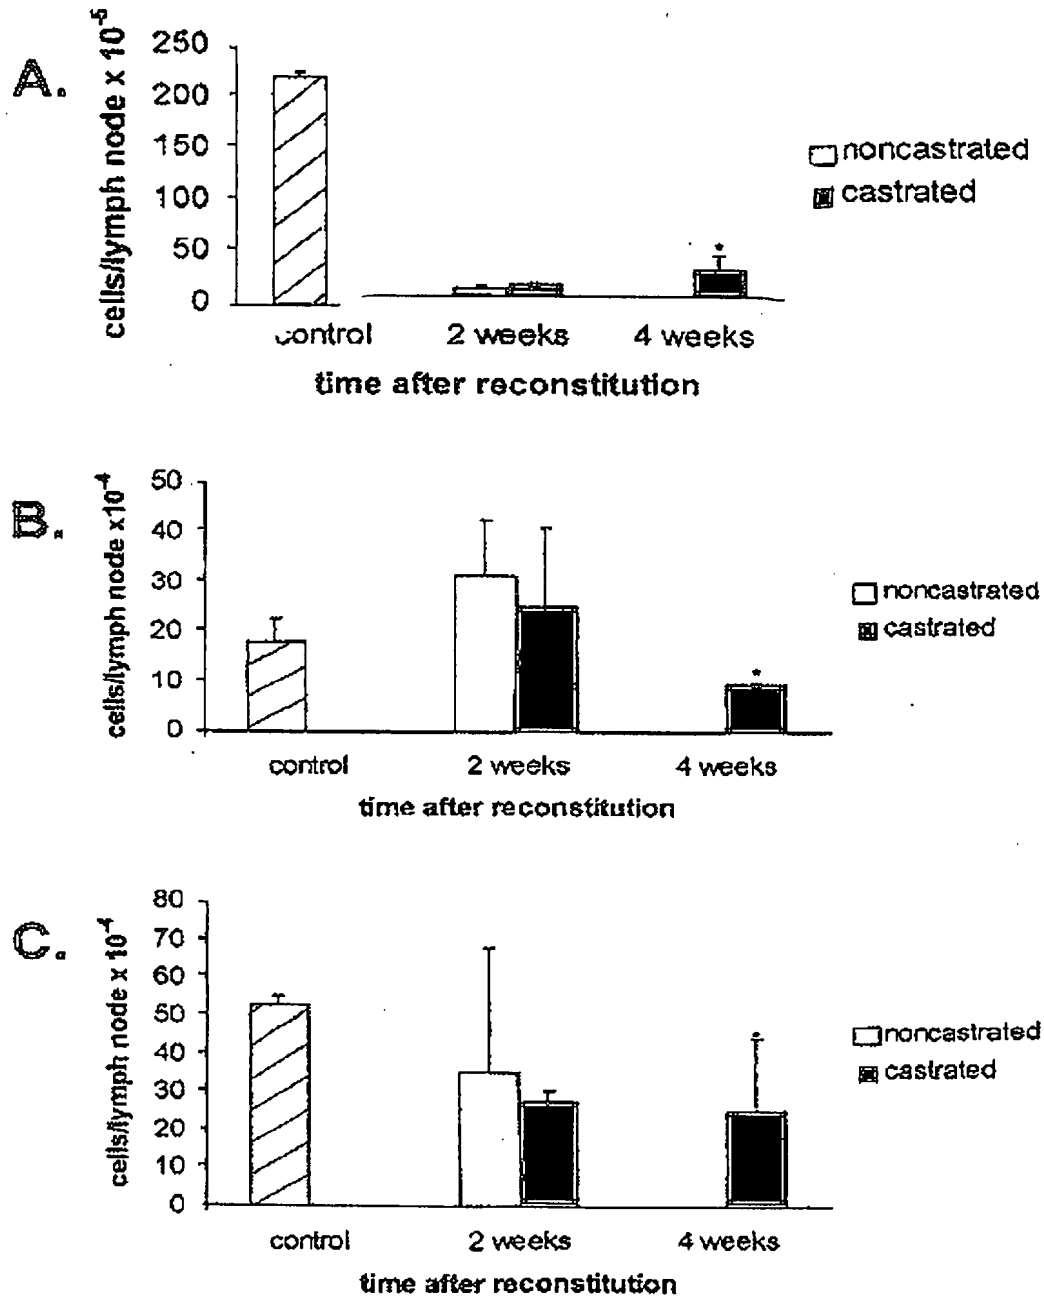 A.
cells/lymph node x 10^-5
250
200
150
100
50
0
*
noncastrated
castrated
control
2 weeks
4 weeks
time after reconstitution
B.
cells/lymph node x10^-4
50
40
30
20
10
0
*
noncastrated
castrated
control
2 weeks
4 weeks
time after reconstitution
C.
cells/lymph node x 10^-4
80
70
60
50
40
30
20
10
0
*
noncastrated
castrated
control
2 weeks
4 weeks
time after reconstitution